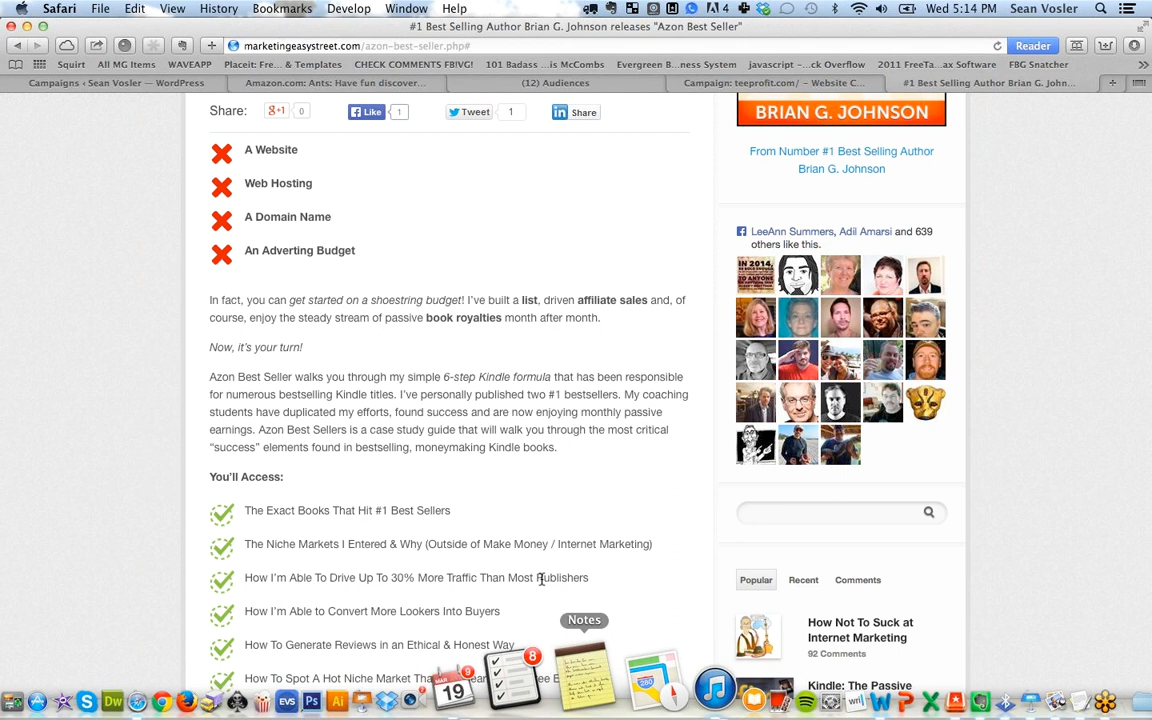 Safari File Edit View History Bookmarks Develop Window Help 4 Wed 5:14 PM Sean Vosler
#1 Best Selling Author Brian G. Johnson releases "Azon Best Seller"
marketingeasystreet.com/azon-best-seller.php# Reader
Squirt All MG Items WAVEAPP Placeit: Fre...& Templates CHECK COMMENTS FB!VG! 101 Badass ...is McCombs Evergreen B...ness System javascript -...ck Overflow 2011 FreeTa...ax Software FBG Snatcher
Campaigns ‹ Sean Vosler — WordPress Amazon.com: Ants: Have fun discover... (12) Audiences Campaign: teeprofit.com/ – Website C... #1 Best Selling Author Brian G. John...
Share: +1 0 Like 1 Tweet 1 Share
A Website
Web Hosting
A Domain Name
An Adverting Budget
In fact, you can get started on a shoestring budget! I've built a list, driven affiliate sales and, of
course, enjoy the steady stream of passive book royalties month after month.
Now, it's your turn!
Azon Best Seller walks you through my simple 6-step Kindle formula that has been responsible
for numerous bestselling Kindle titles. I've personally published two #1 bestsellers. My coaching
students have duplicated my efforts, found success and are now enjoying monthly passive
earnings. Azon Best Sellers is a case study guide that will walk you through the most critical
“success” elements found in bestselling, moneymaking Kindle books.
You'll Access:
The Exact Books That Hit #1 Best Sellers
The Niche Markets I Entered & Why (Outside of Make Money / Internet Marketing)
How I'm Able To Drive Up To 30% More Traffic Than Most Publishers
How I'm Able to Convert More Lookers Into Buyers
How To Generate Reviews in an Ethical & Honest Way
How To Spot A Hot Niche Market
BRIAN G. JOHNSON
From Number #1 Best Selling Author
Brian G. Johnson
LeeAnn Summers, Adil Amarsi and 639
others like this.
IN 2014,
Popular Recent Comments
How Not To Suck at
Internet Marketing
92 Comments
Kindle: The Passive
Notes
8
MAR 9
19
280
Dw EVS Ps Ai